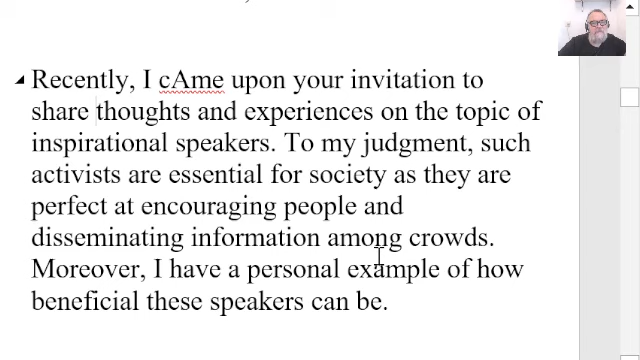 Recently, I cAme upon your invitation to
share thoughts and experiences on the topic of
inspirational speakers. To my judgment, such
activists are essential for society as they are
perfect at encouraging people and
disseminating information among crowds.
Moreover, I have a personal example of how
beneficial these speakers can be.